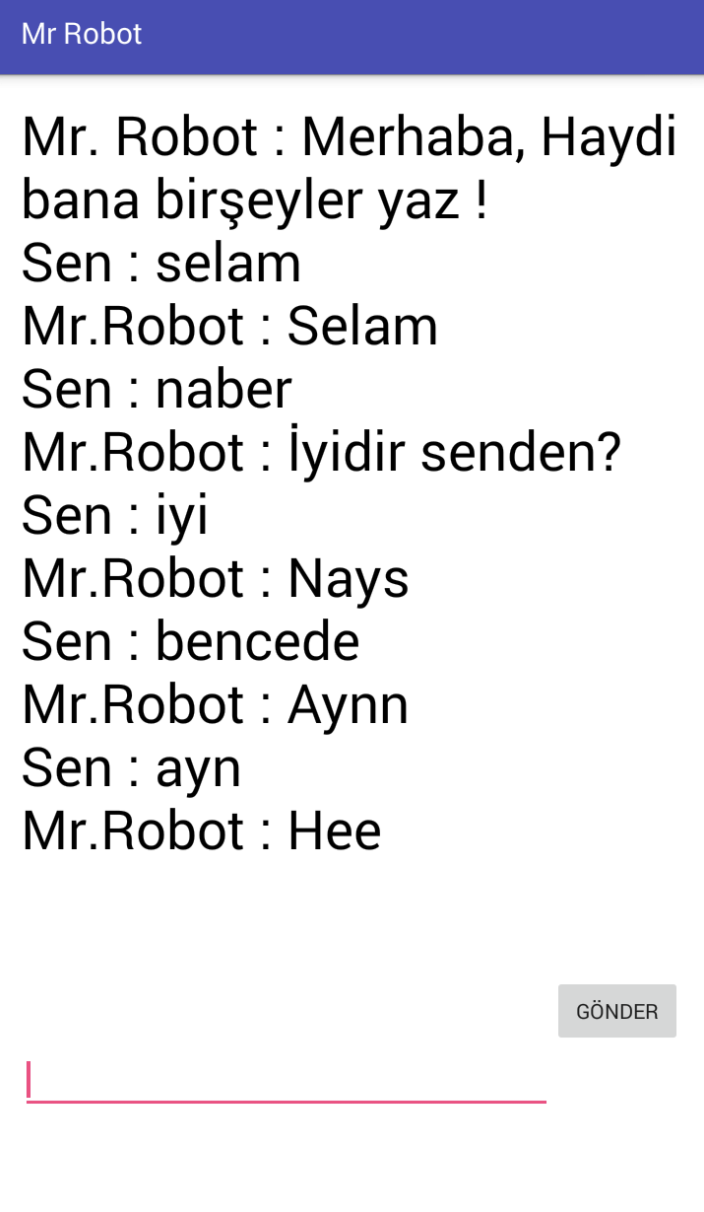 Mr Robot
Mr. Robot : Merhaba, Haydi
bana birşeyler yaz !
Sen : selam
Mr.Robot : Selam
Sen : naber
Mr.Robot : İyidir senden?
Sen : iyi
Mr.Robot : Nays
Sen : bencede
Mr.Robot : Aynn
Sen : ayn
Mr.Robot : Hee
GÖNDER